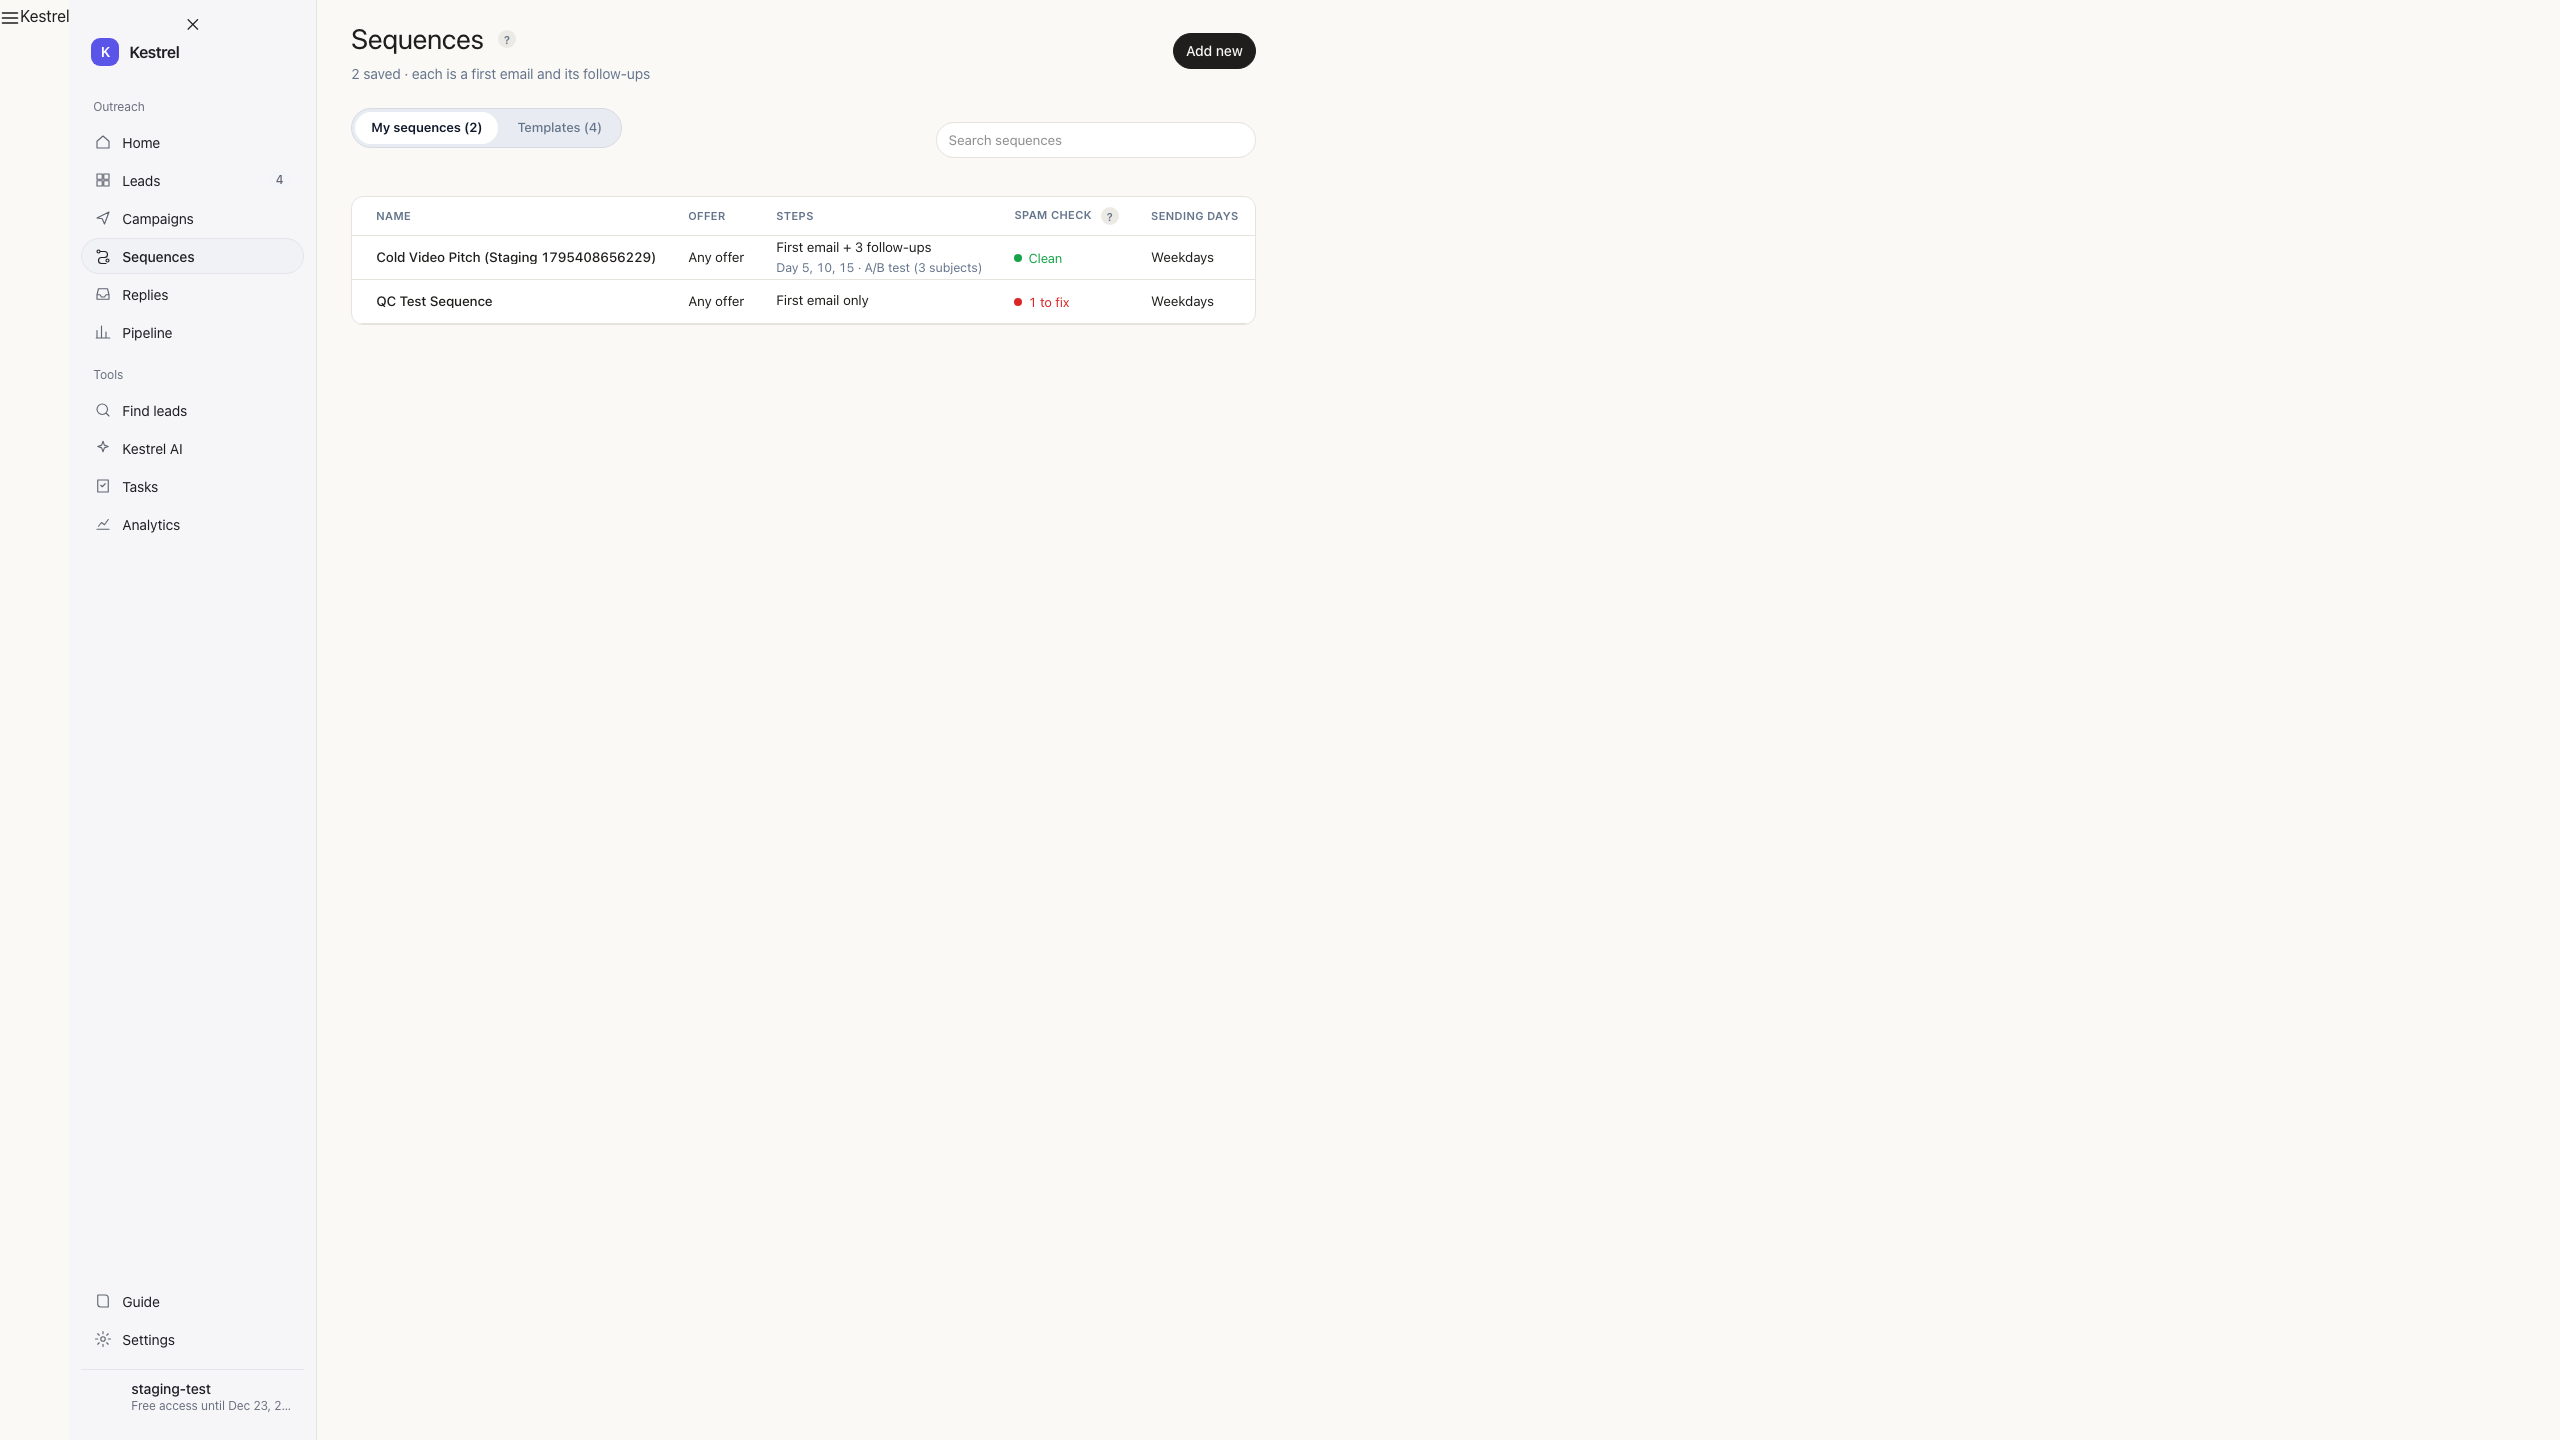 Kestrel
K Kestrel
Outreach
Home
Leads 4
Campaigns
Sequences
Replies
Pipeline
Tools
Find leads
Kestrel AI
Tasks
Analytics
Guide
Settings
staging-test
Free access until Dec 23, 2...
Sequences ?
2 saved · each is a first email and its follow-ups
Add new
My sequences (2) Templates (4)
Search sequences
NAME OFFER STEPS SPAM CHECK ? SENDING DAYS
Cold Video Pitch (Staging 1795408656229) Any offer First email + 3 follow-ups Clean Weekdays
Day 5, 10, 15 · A/B test (3 subjects)
QC Test Sequence Any offer First email only 1 to fix Weekdays